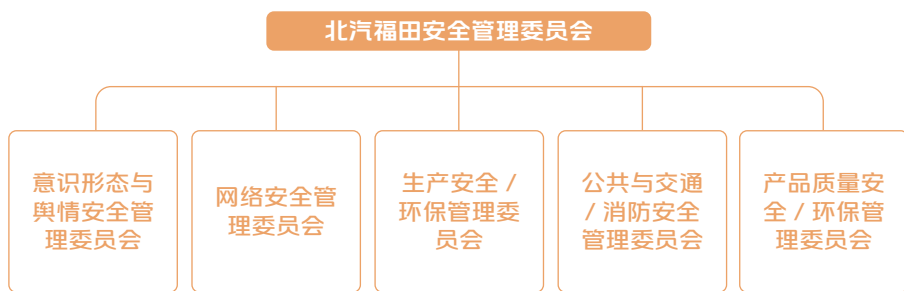 北汽福田安全管理委员会
意识形态与
舆情安全管
理委员会
网络安全管
理委员会
生产安全 /
环保管理委
员会
公共与交通
/ 消防安全
管理委员会
产品质量安
全 / 环保管
理委员会